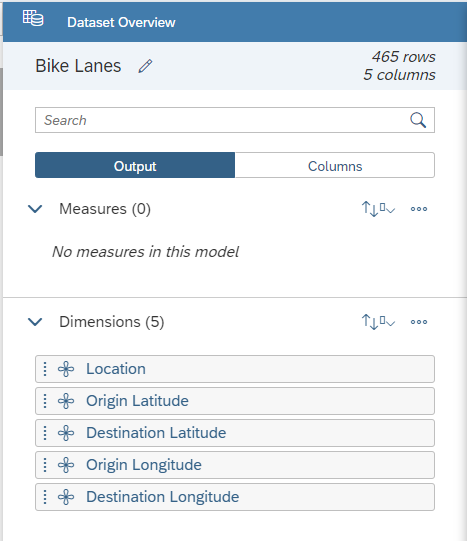 Dataset Overview
Bike Lanes
465 rows
5 columns
Search
Output
Columns
Measures (0)
No measures in this model
Dimensions (5)
Location
Origin Latitude
Destination Latitude
Origin Longitude
Destination Longitude